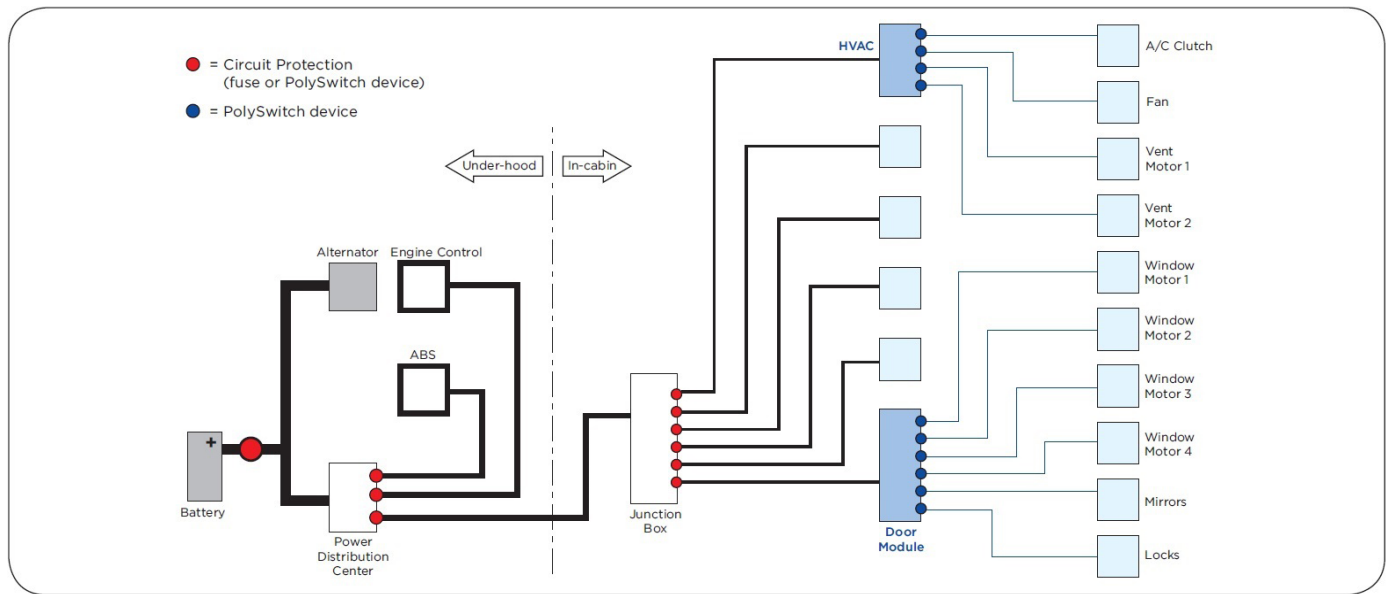 = Circuit Protection
(fuse or PolySwitch device)
= PolySwitch device
Under-hood
In-cabin
HVAC
A/C Clutch
Fan
Vent
Motor 1
Vent
Motor 2
Alternator
Engine Control
Window
Motor 1
Window
Motor 2
ABS
Window
Motor 3
Window
Motor 4
+
Battery
Power
Distribution
Center
Junction
Box
Door
Module
Mirrors
Locks